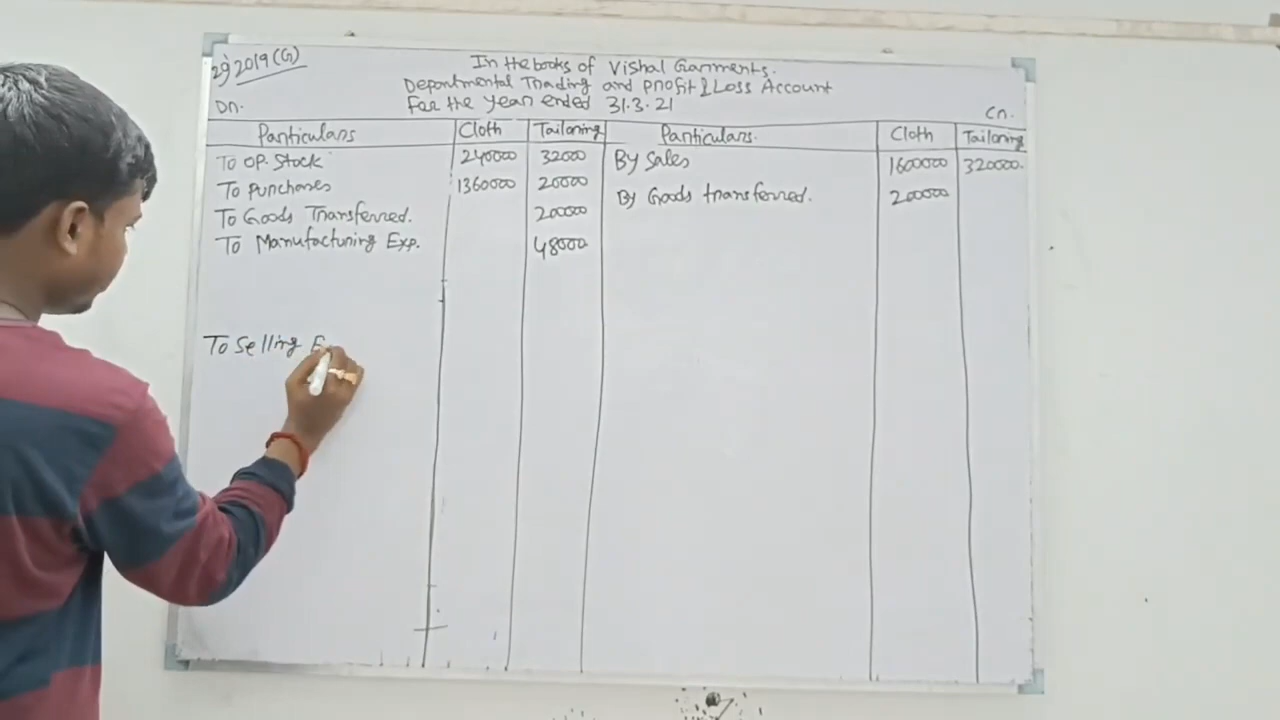 29) 2019 (G)
In the books of Vishal Garments.
Departmental Trading and Profit & Loss Account
For the year ended 31.3.21
Dr. Cr.
Particulars Cloth Tailoring Particulars. Cloth Tailoring
To OP. Stock 240000 32000 By Sales 1600000 320000
To Purchases 1360000 20000 By Goods transferred. 200000
To Goods Transferred. 200000
To Manufacturing Exp. 48000
To Selling E